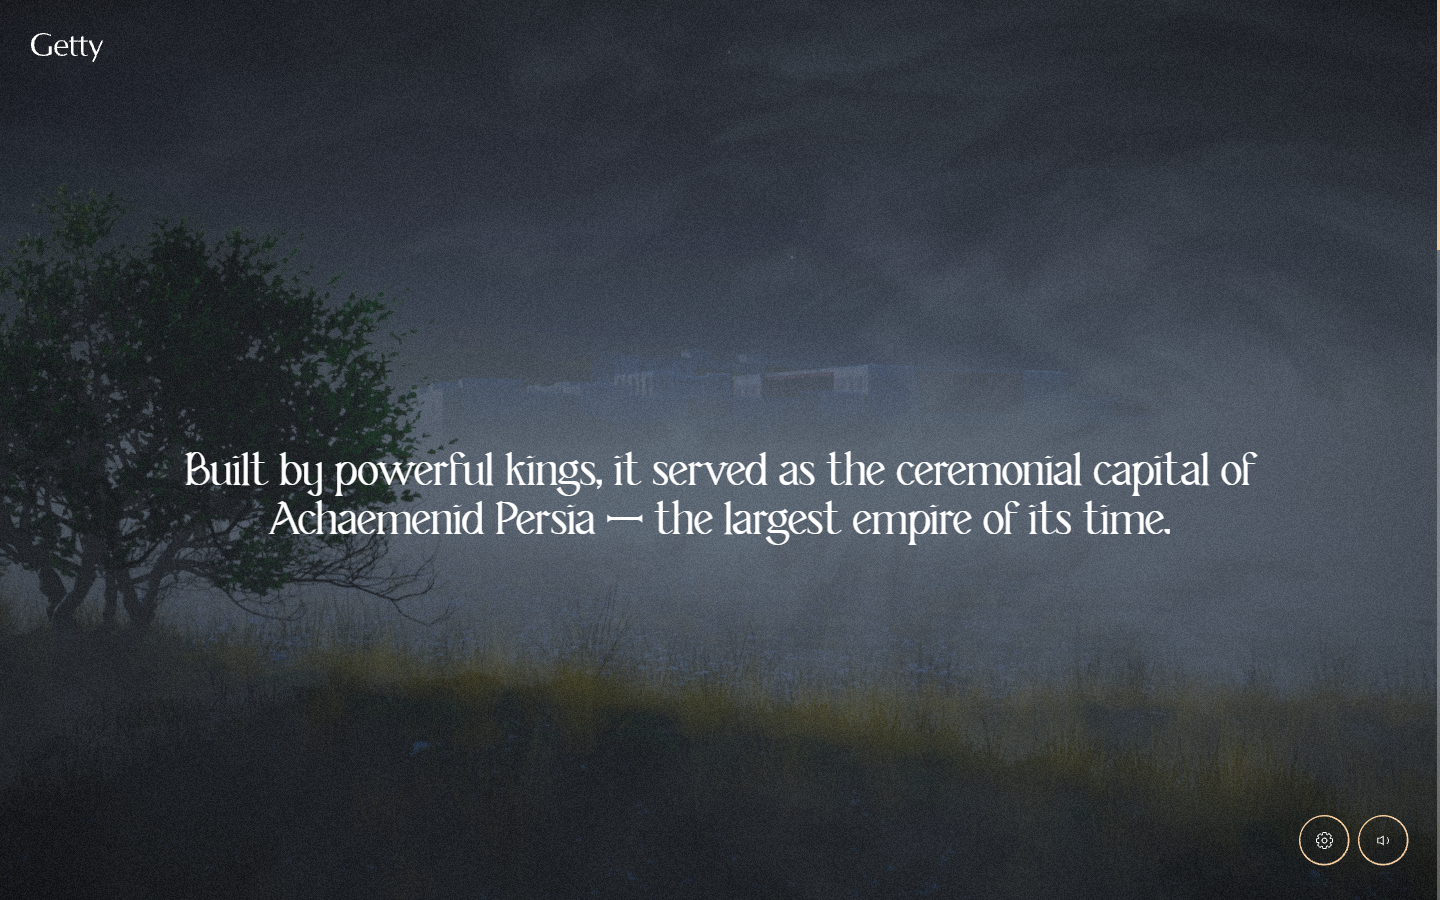 Getty
Built by powerful kings, it served as the ceremonial capital of
Achaemenid Persia — the largest empire of its time.